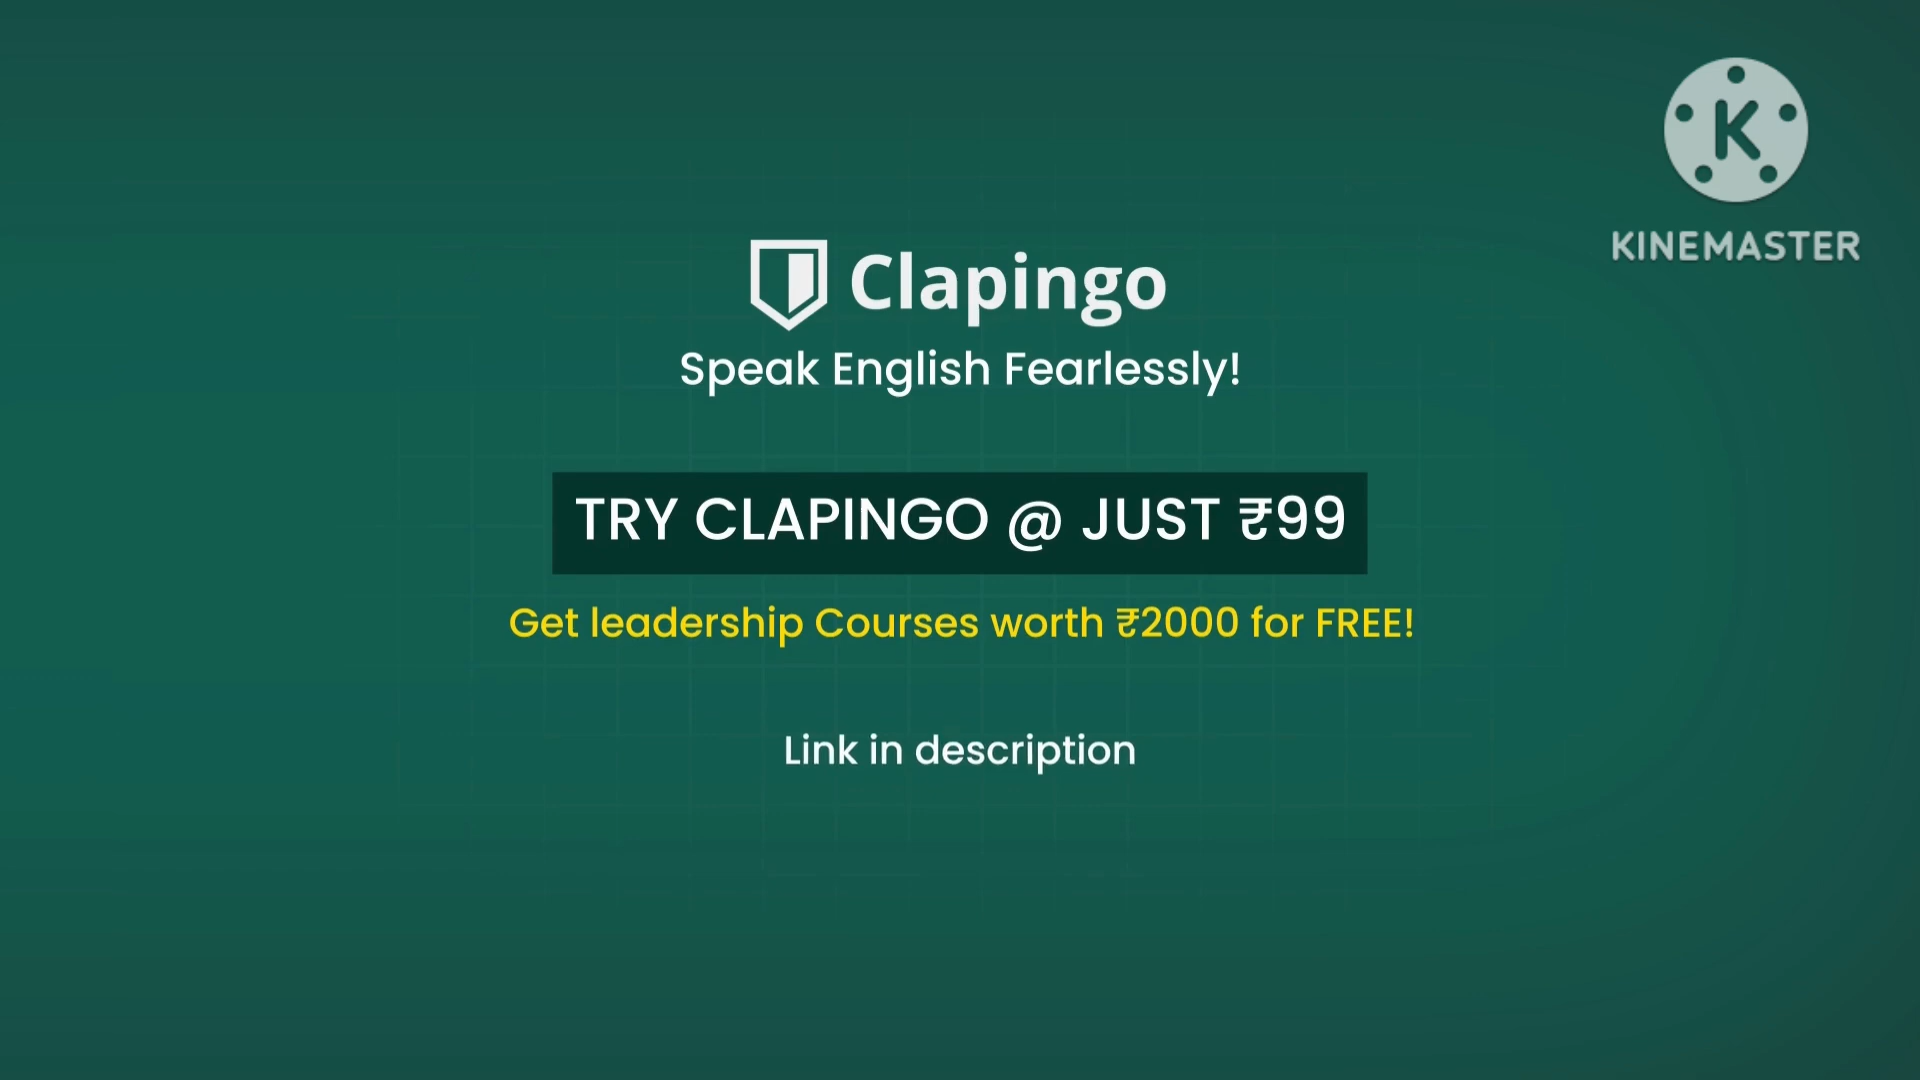 K
KINEMASTER
Clapingo
Speak English Fearlessly!
TRY CLAPINGO @ JUST ₹99
Get leadership Courses worth ₹2000 for FREE!
Link in description